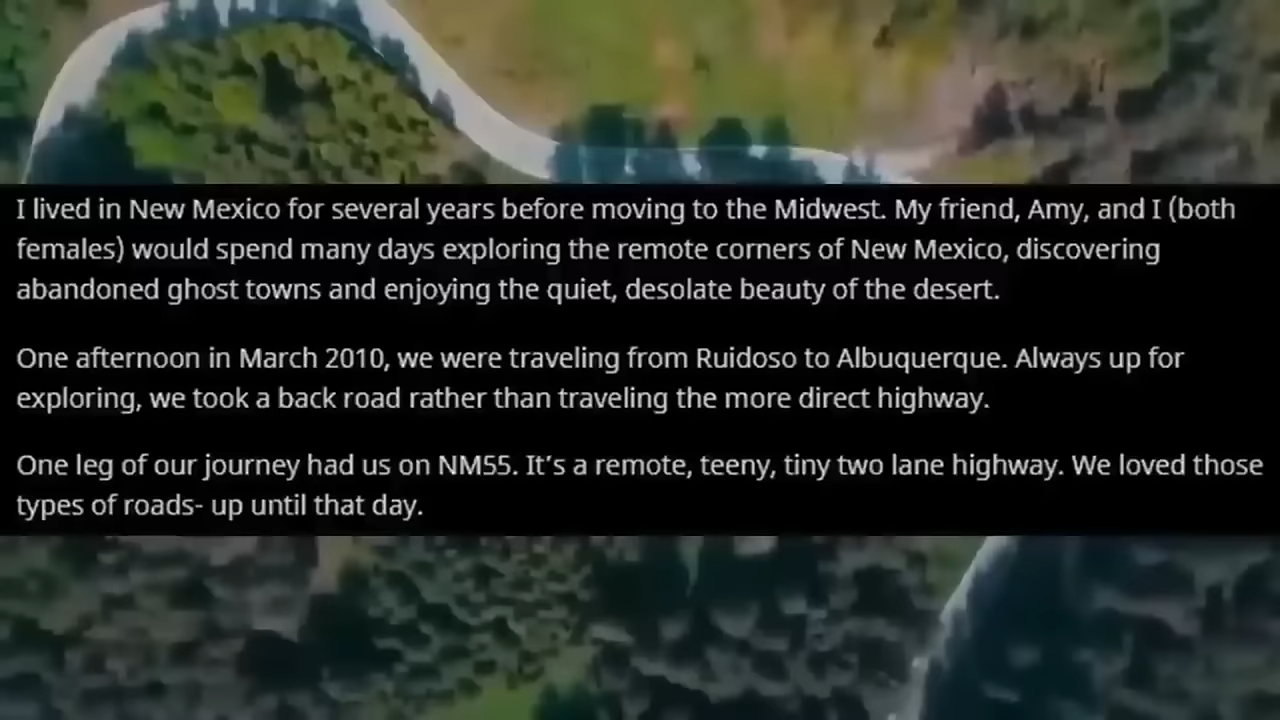 I lived in New Mexico for several years before moving to the Midwest. My friend, Amy, and I (both
females) would spend many days exploring the remote corners of New Mexico, discovering
abandoned ghost towns and enjoying the quiet, desolate beauty of the desert.
One afternoon in March 2010, we were traveling from Ruidoso to Albuquerque. Always up for
exploring, we took a back road rather than traveling the more direct highway.
One leg of our journey had us on NM55. It’s a remote, teeny, tiny two lane highway. We loved those
types of roads- up until that day.